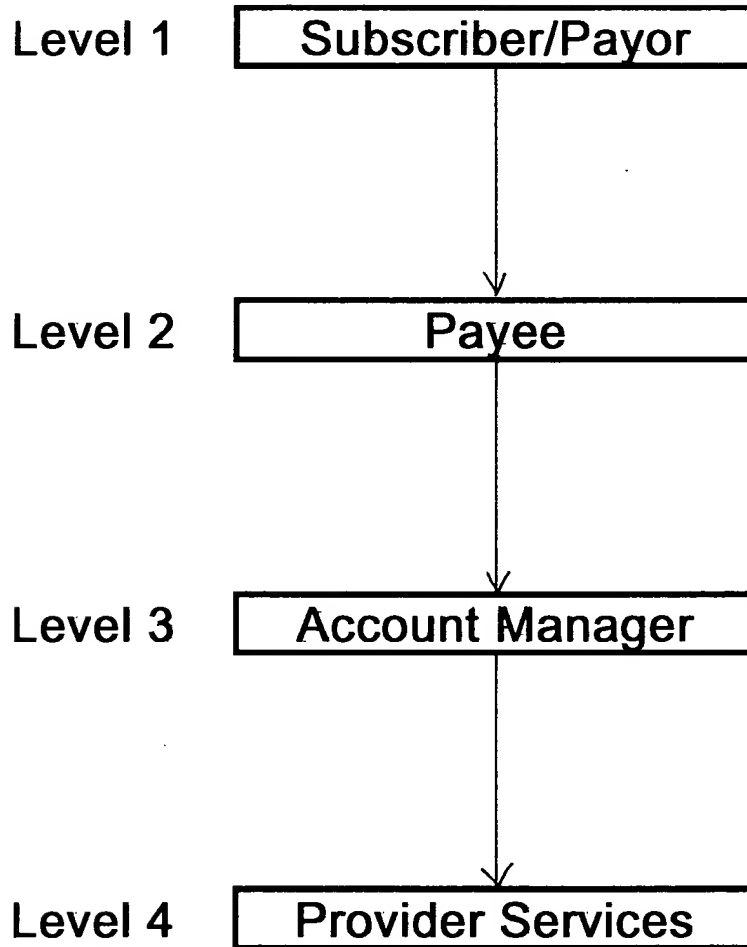 Level 1 Subscriber/Payor
Level 2 Payee
Level 3 Account Manager
Level 4 Provider Services